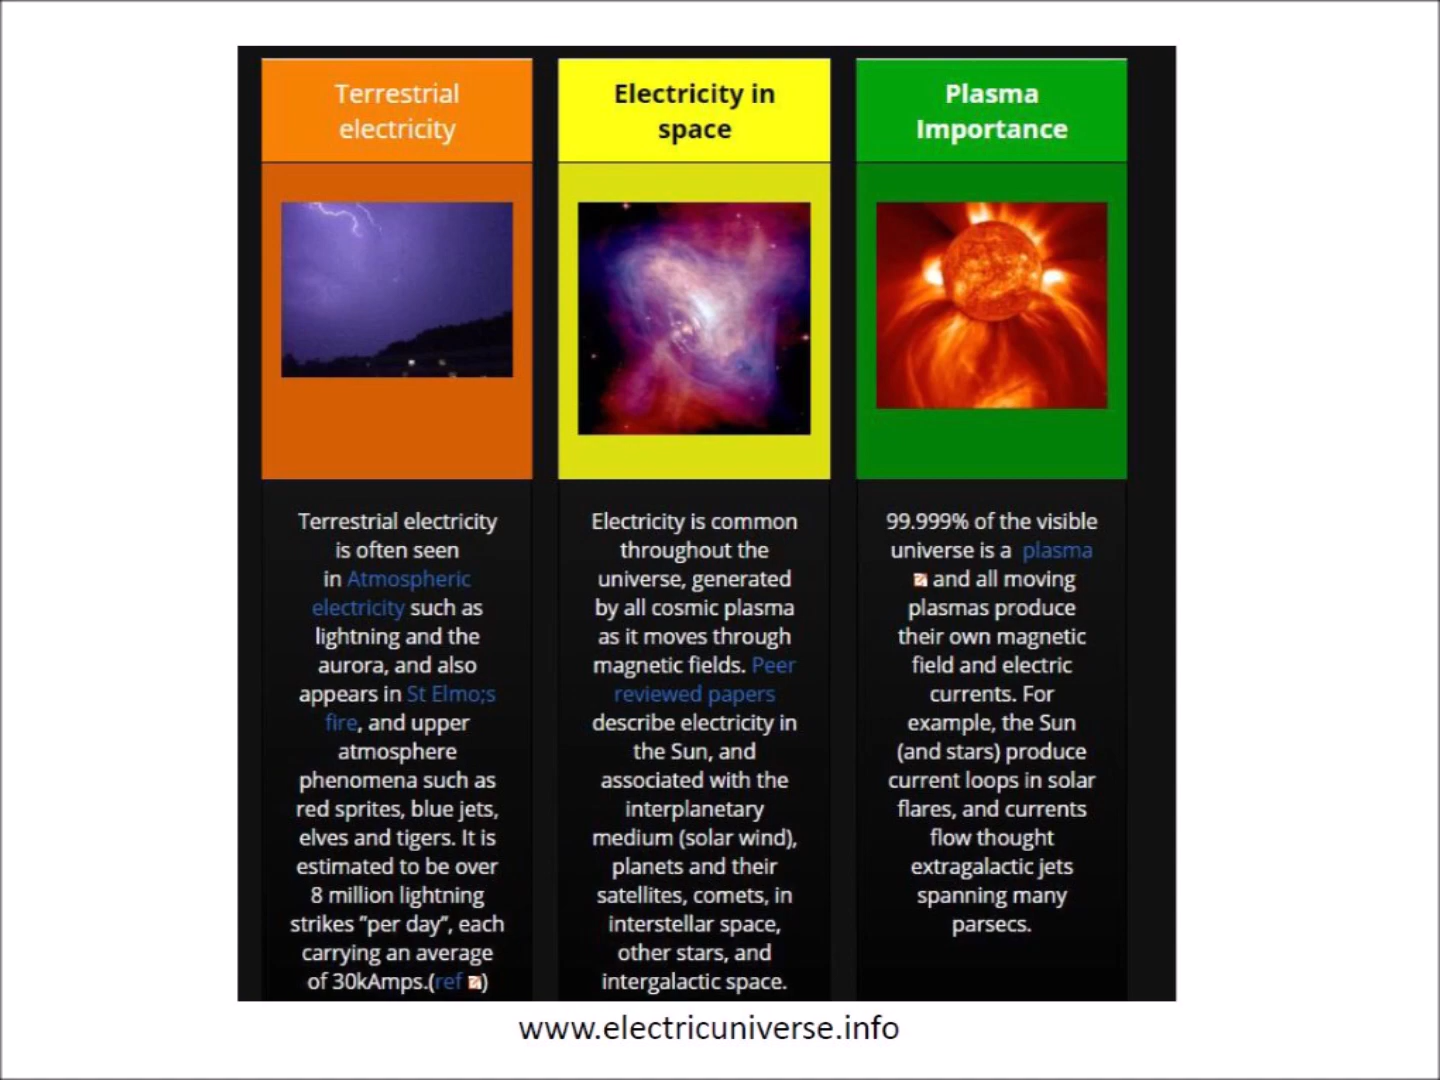 Terrestrial
electricity
Terrestrial electricity
is often seen
in Atmospheric
electricity such as
lightning and the
aurora, and also
appears in St Elmo;s
fire, and upper
atmosphere
phenomena such as
red sprites, blue jets,
elves and tigers. It is
estimated to be over
8 million lightning
strikes "per day", each
carrying an average
of 30kAmps.(ref )
Electricity in
space
Electricity is common
throughout the
universe, generated
by all cosmic plasma
as it moves through
magnetic fields. Peer
reviewed papers
describe electricity in
the Sun, and
associated with the
interplanetary
medium (solar wind),
planets and their
satellites, comets, in
interstellar space,
other stars, and
intergalactic space.
Plasma
Importance
99.999% of the visible
universe is a plasma
and all moving
plasmas produce
their own magnetic
field and electric
currents. For
example, the Sun
(and stars) produce
current loops in solar
flares, and currents
flow thought
extragalactic jets
spanning many
parsecs.
www.electricuniverse.info